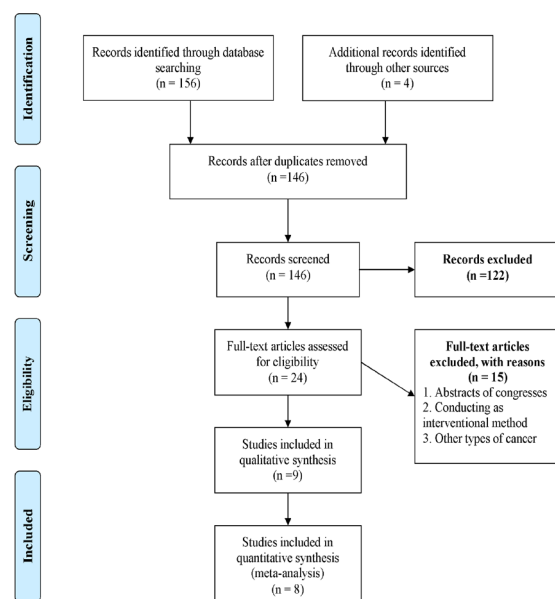 Identification
Records identified through database
searching
(n = 156)
Additional records identified
through other sources
(n = 4)
Records after duplicates removed
(n =146)
Screening
Records screened
(n = 146)
Records excluded
(n =122)
Eligibility
Full-text articles assessed
for eligibility
(n = 24)
Full-text articles
excluded, with reasons
(n = 15)
1. Abstracts of congresses
2. Conducting as
interventional method
3. Other types of cancer
Studies included in
qualitative synthesis
(n =9)
Included
Studies included in
quantitative synthesis
(meta-analysis)
(n = 8)